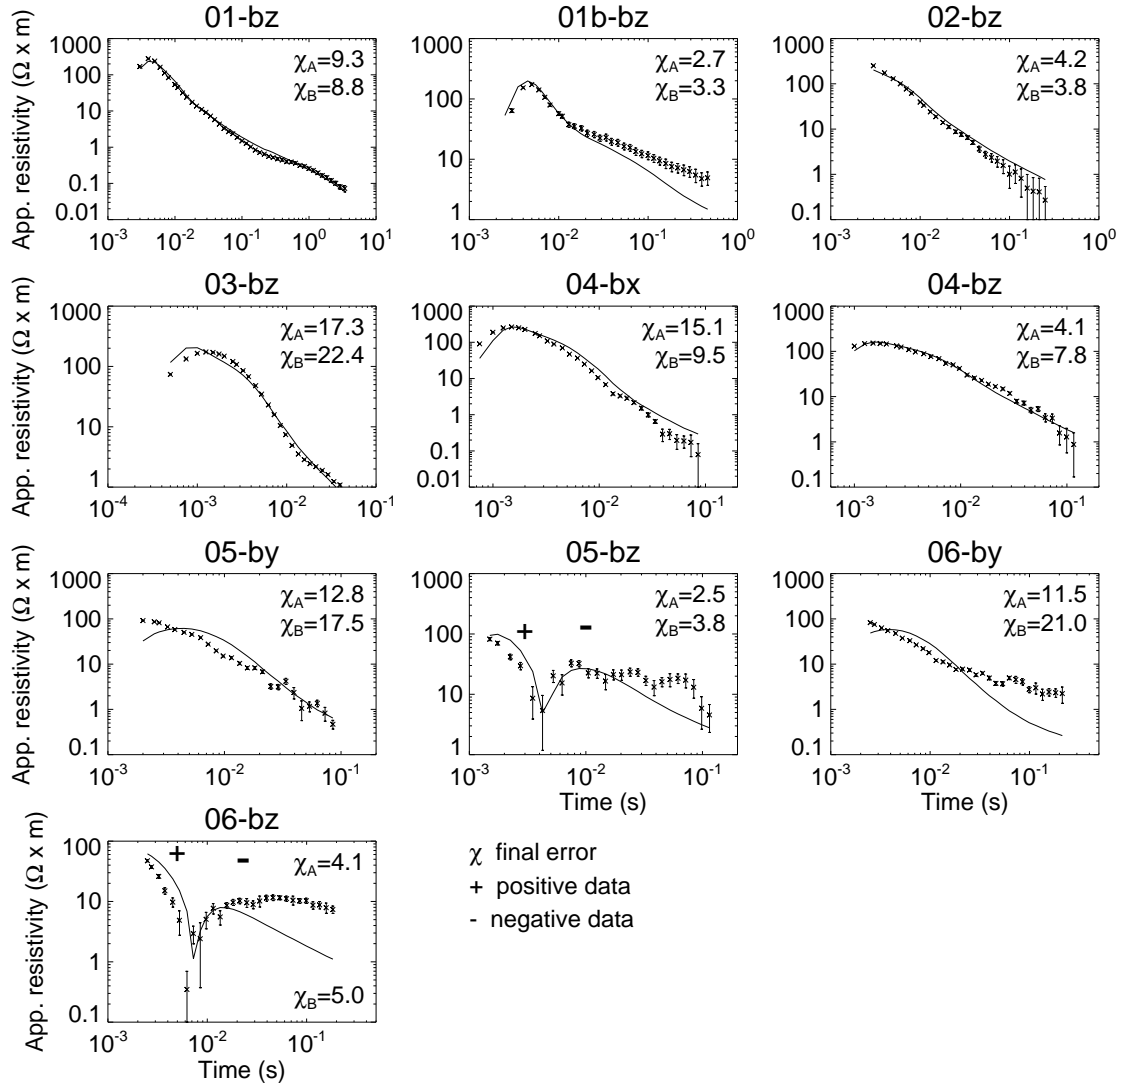 01-bz
01b-bz
02-bz
App. resistivity (Ω x m)
1000
100
10
1
0.1
0.01
χA=9.3
χB=8.8
10-3 10-2 10-1 100 101
1000
100
10
1
χA=2.7
χB=3.3
10-3 10-2 10-1 100
1000
100
10
1
0.1
χA=4.2
χB=3.8
10-3 10-2 10-1 100
03-bz
04-bx
04-bz
App. resistivity (Ω x m)
1000
100
10
1
χA=17.3
χB=22.4
10-4 10-3 10-2 10-1
1000
100
10
1
0.1
0.01
χA=15.1
χB=9.5
10-3 10-2 10-1
1000
100
10
1
0.1
χA=4.1
χB=7.8
10-3 10-2 10-1
05-by
05-bz
06-by
App. resistivity (Ω x m)
1000
100
10
1
0.1
χA=12.8
χB=17.5
10-3 10-2 10-1
1000
100
10
1
+ -
χA=2.5
χB=3.8
10-3 10-2 10-1
Time (s)
1000
100
10
1
0.1
χA=11.5
χB=21.0
10-3 10-2 10-1
Time (s)
06-bz
App. resistivity (Ω x m)
100
10
1
0.1
+ -
χA=4.1
χB=5.0
10-3 10-2 10-1
Time (s)
χ final error
+ positive data
- negative data